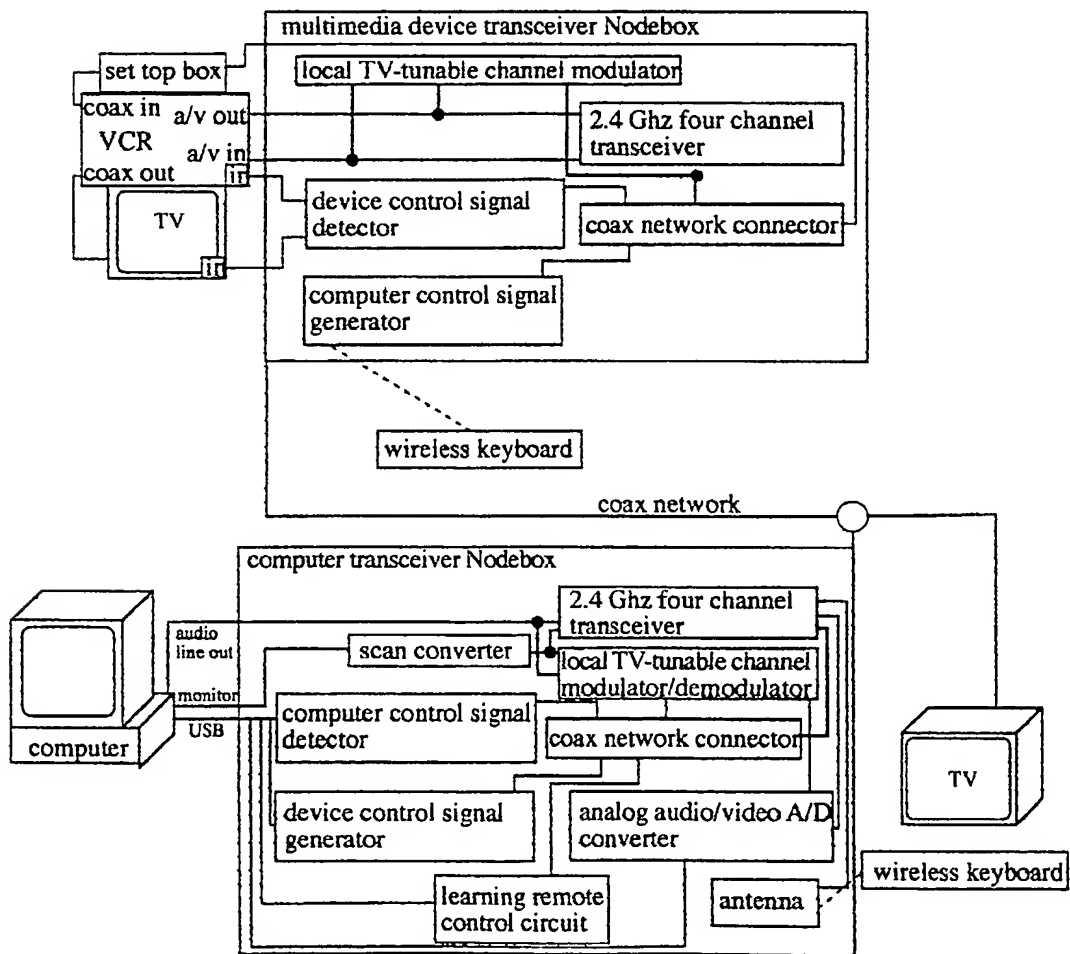 multimedia device transceiver Nodebox
set top box
local TV-tunable channel modulator
coax in
a/v out
VCR
a/v in
coax out
ir
2.4 Ghz four channel
transceiver
TV
ir
device control signal
detector
coax network connector
computer control signal
generator
wireless keyboard
coax network
computer transceiver Nodebox
2.4 Ghz four channel
transceiver
audio
line out
scan converter
local TV-tunable channel
modulator/demodulator
monitor
USB
computer control signal
detector
coax network connector
computer
TV
device control signal
generator
analog audio/video A/D
converter
wireless keyboard
learning remote
control circuit
antenna